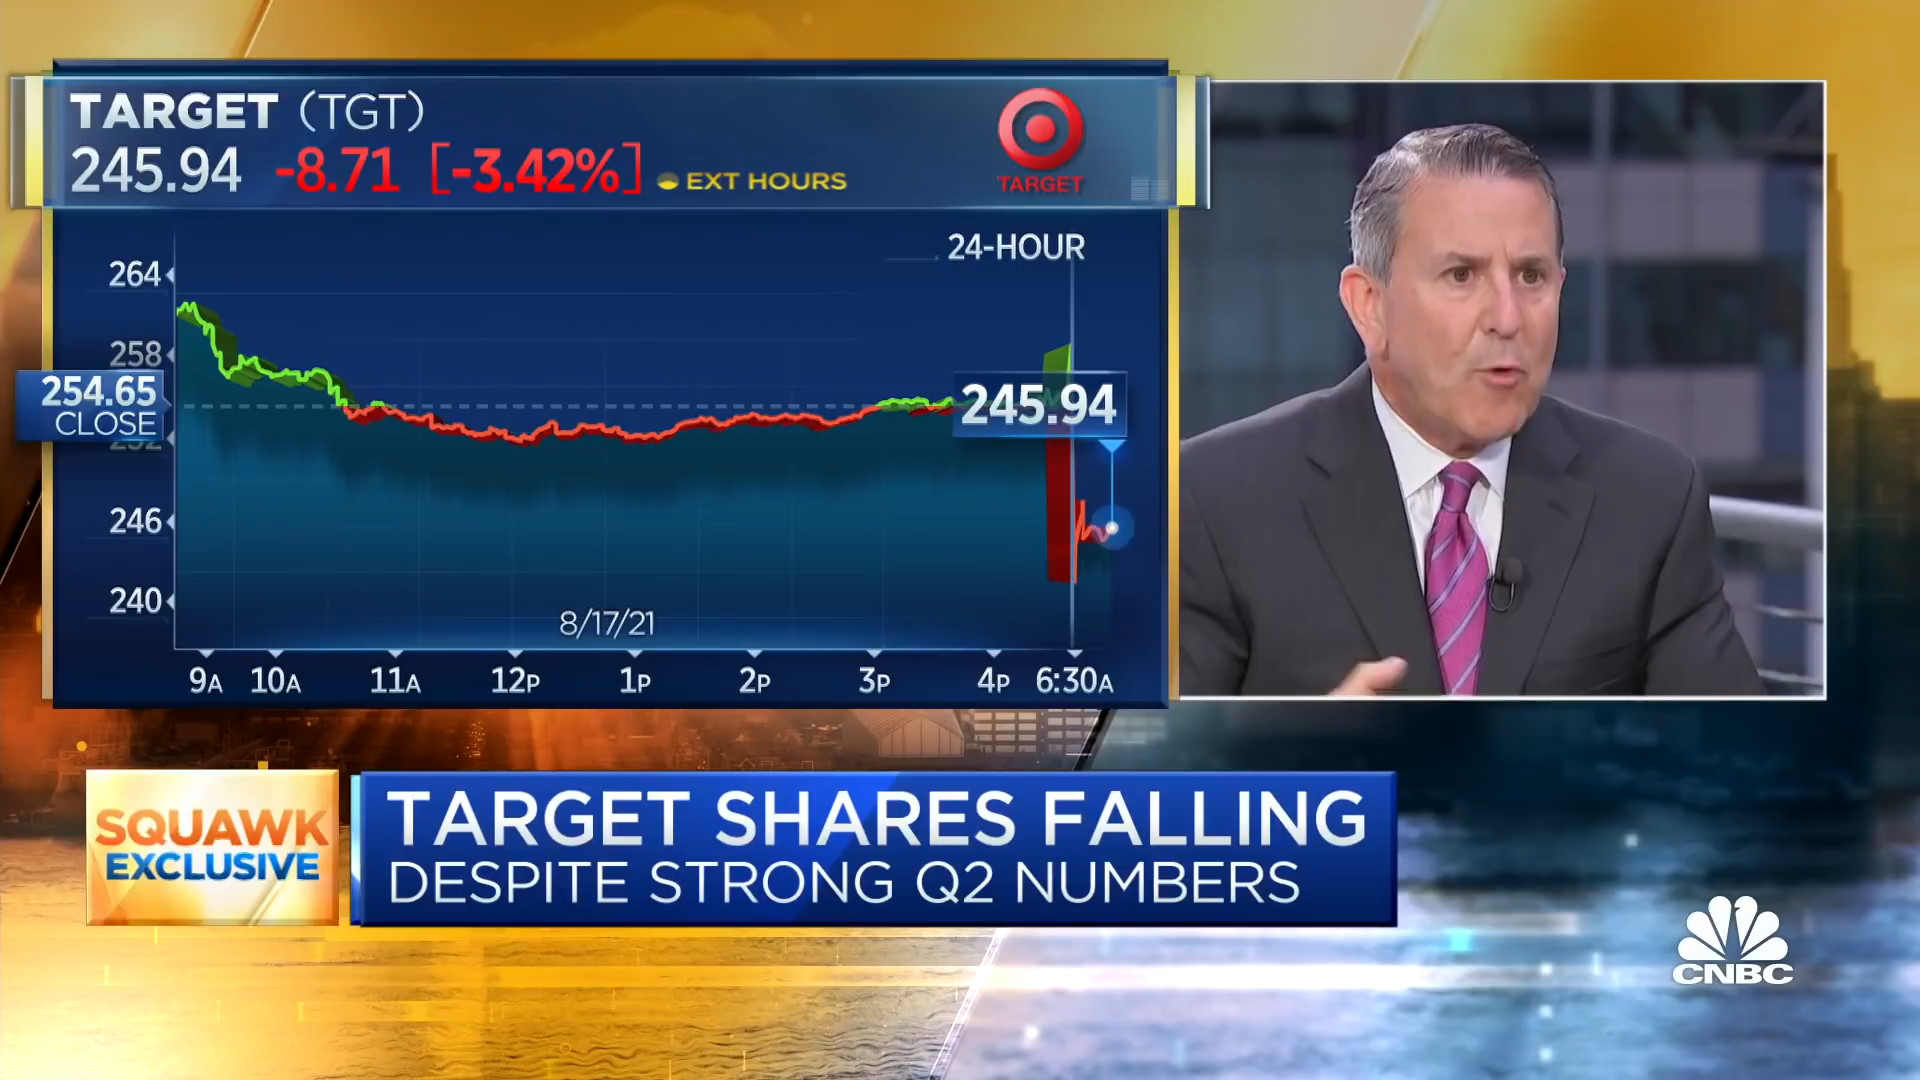 TARGET (TGT)
245.94 -8.71 [-3.42%] EXT HOURS
TARGET
24-HOUR
264
258
254.65
CLOSE
252
246
240
245.94
8/17/21
9A 10A 11A 12P 1P 2P 3P 4P 6:30A
SQUAWK
EXCLUSIVE
TARGET SHARES FALLING
DESPITE STRONG Q2 NUMBERS
CNBC